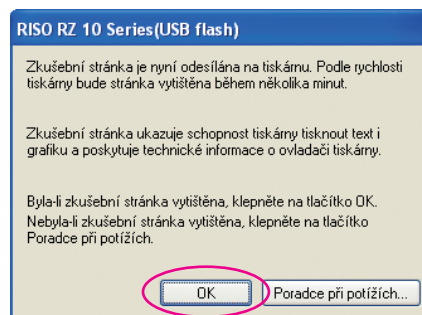 RISO RZ 10 Series(USB flash)
Zkušební stránka je nyní odesílána na tiskárnu. Podle rychlosti
tiskárny bude stránka vytištěna během několika minut.
Zkušební stránka ukazuje schopnost tiskárny tisknout text i
grafiku a poskytuje technické informace o ovladači tiskárny.
Byla-li zkušební stránka vytištěna, klepněte na tlačítko OK.
Nebyla-li zkušební stránka vytištěna, klepněte na tlačítko
Poradce při potížích.
OK Poradce při potížích...